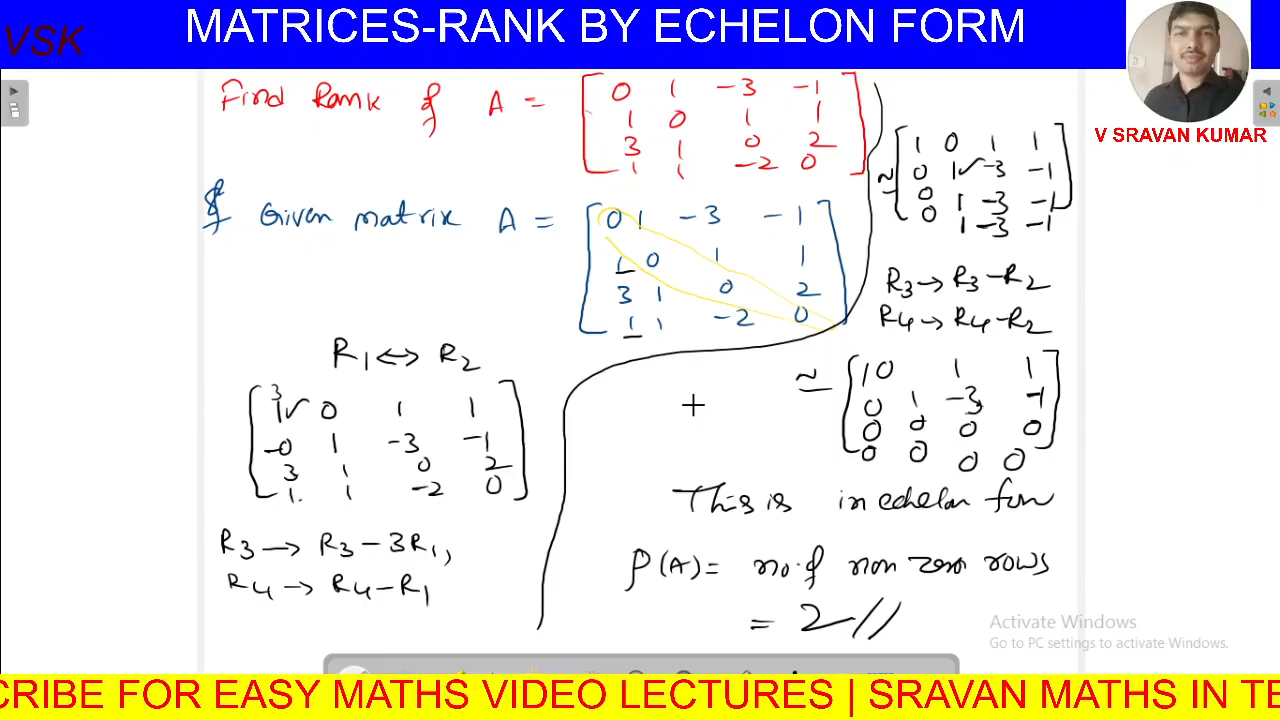 VSK
MATRICES-RANK BY ECHELON FORM
V SRAVAN KUMAR
Find Rank of A = [
0 1 -3 -1
1 0 1 1
3 1 0 2
1 1 -2 0
]
Given matrix A = [
0 1 -3 -1
1 0 1 1
3 1 0 2
1 1 -2 0
]
R1 ↔ R2
[
3
1✓ 0 1 1
-0 1 -3 -1
3 1 0 2
1 1 -2 0
]
R3 → R3 - 3R1,
R4 → R4 - R1
≃ [
1 0 1 1
0 1✓ -3 -1
0 1 -3 -1
0 1 -3 -1
]
R3 → R3 - R2
R4 → R4 - R2
+
≃ [
1 0 1 1
0 1 -3 -1
0 0 0 0
0 0 0 0
]
This is in echelon form
ρ(A) = no. of non zero rows
= 2//
Activate Windows
Go to PC settings to activate Windows.
CRIBE FOR EASY MATHS VIDEO LECTURES | SRAVAN MATHS IN TE